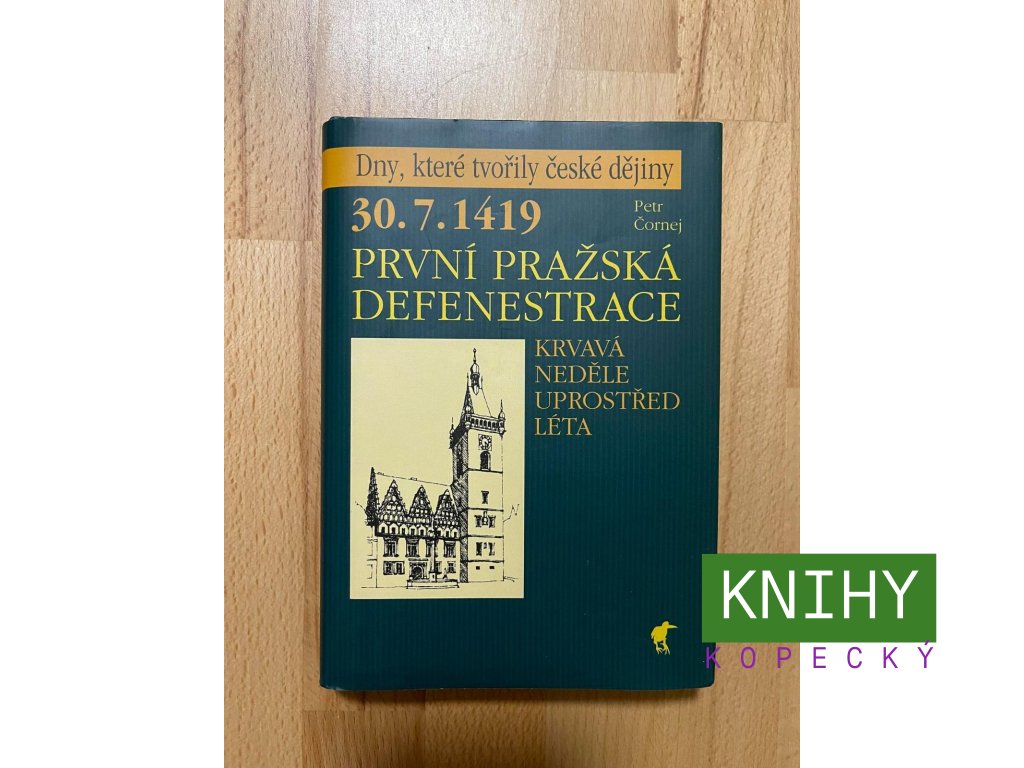 Dny, které tvořily české dějiny
30. 7. 1419
Petr
Čornej
PRVNÍ PRAŽSKÁ
DEFENESTRACE
KRVAVÁ
NEDĚLE
UPROSTŘED
LÉTA
KNIHY
KOPECKÝ